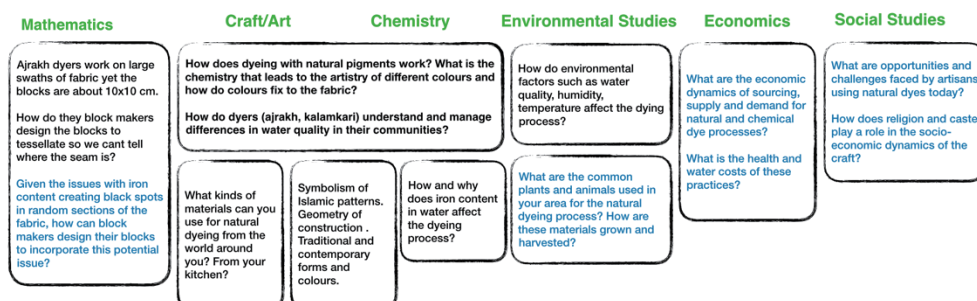 Mathematics
Craft/Art
Chemistry
Environmental Studies
Economics
Social Studies
Ajrakh dyers work on large
swaths of fabric yet the
blocks are about 10x10 cm.
How do they block makers
design the blocks to
tessellate so we cant tell
where the seam is?
Given the issues with iron
content creating black spots
in random sections of the
fabric, how can block
makers design their blocks
to incorporate this potential
issue?
How does dyeing with natural pigments work? What is the
chemistry that leads to the artistry of different colours and
how do colours fix to the fabric?
How do dyers (ajrakh, kalamkari) understand and manage
differences in water quality in their communities?
What kinds of
materials can you
use for natural
dyeing from the
world around
you? From your
kitchen?
Symbolism of
Islamic patterns.
Geometry of
construction .
Traditional and
contemporary
forms and
colours.
How and why
does iron content
in water affect
the dyeing
process?
How do environmental
factors such as water
quality, humidity,
temperature affect the dying
process?
What are the common
plants and animals used in
your area for the natural
dyeing process? How are
these materials grown and
harvested?
What are the economic
dynamics of sourcing,
supply and demand for
natural and chemical
dye processes?
What is the health and
water costs of these
practices?
What are opportunities and
challenges faced by artisans
using natural dyes today?
How does religion and caste
play a role in the socio-
economic dynamics of the
craft?